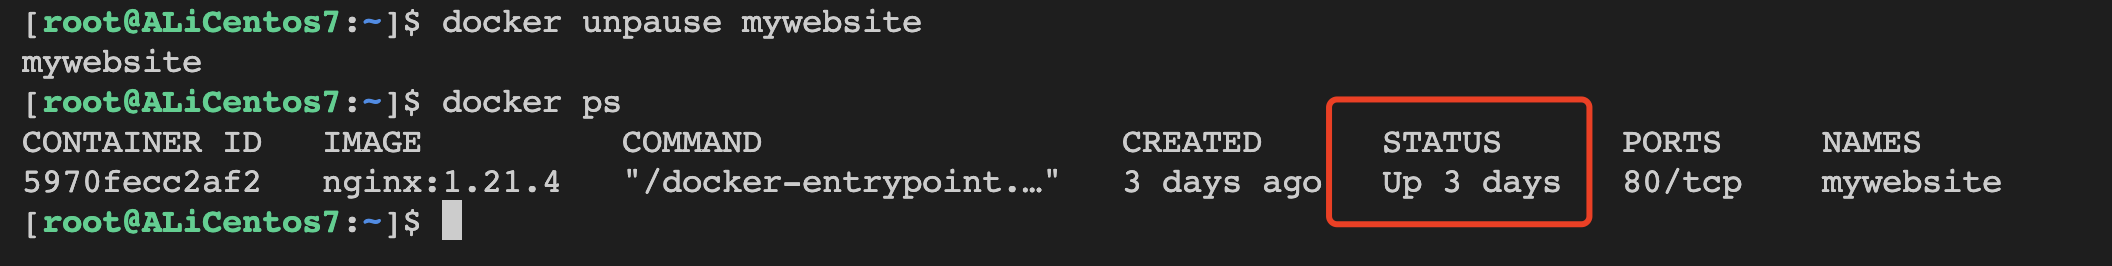 [root@ALiCentos7:~]$ docker unpause mywebsite
mywebsite
[root@ALiCentos7:~]$ docker ps
CONTAINER ID   IMAGE          COMMAND                  CREATED      STATUS      PORTS     NAMES
5970fecc2af2   nginx:1.21.4   "/docker-entrypoint.…"   3 days ago   Up 3 days   80/tcp    mywebsite
[root@ALiCentos7:~]$